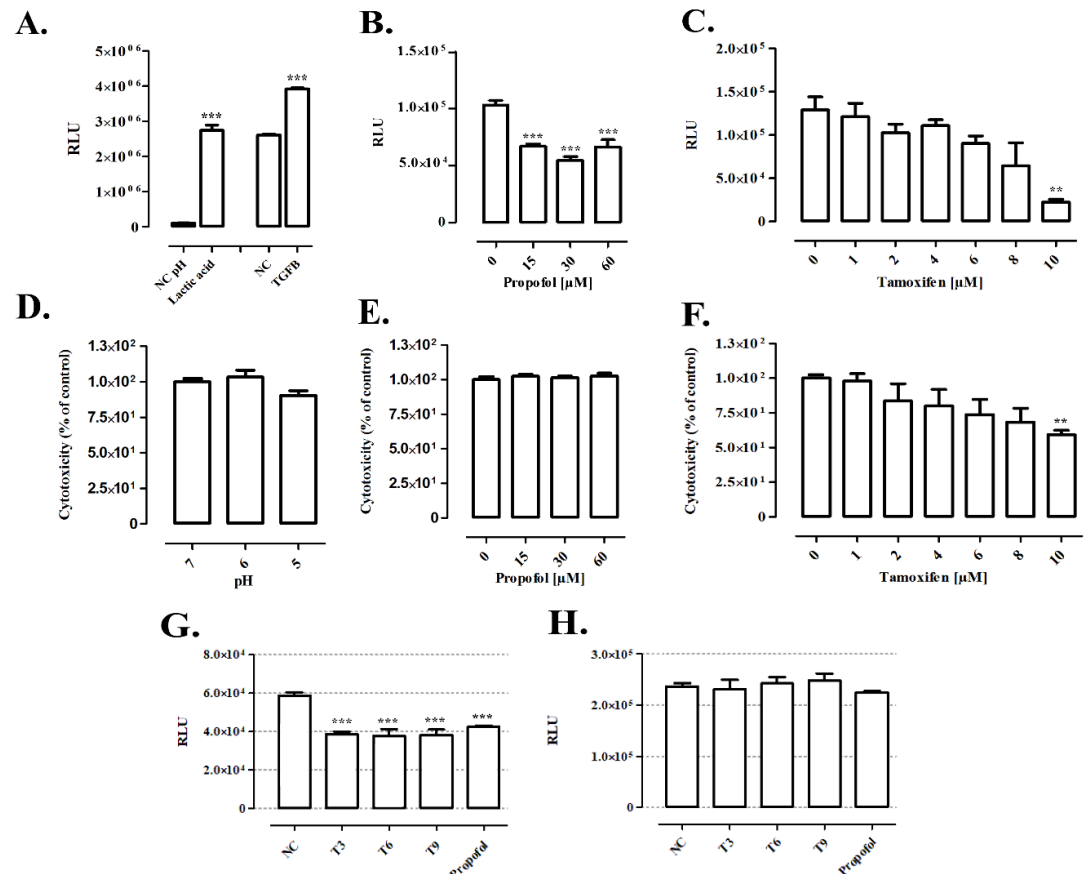 A.
RLU
5×10⁰⁶
4×10⁰⁶
3×10⁰⁶
2×10⁰⁶
1×10⁰⁶
0
***
***
NC pH
Lactic acid
NC
TGFB
B.
RLU
1.5×10⁵
1.0×10⁵
5.0×10⁴
0
***
***
***
0
15
30
60
Propofol [µM]
C.
RLU
2.0×10⁵
1.5×10⁵
1.0×10⁵
5.0×10⁴
0
**
0
1
2
4
6
8
10
Tamoxifen [µM]
D.
Cytotoxicity (% of control)
1.3×10²
1.0×10²
7.5×10¹
5.0×10¹
2.5×10¹
0
7
6
5
pH
E.
Cytotoxicity (% of control)
1.3×10²
1.0×10²
7.5×10¹
5.0×10¹
2.5×10¹
0
0
15
30
60
Propofol [µM]
F.
Cytotoxicity (% of control)
1.3×10²
1.0×10²
7.5×10¹
5.0×10¹
2.5×10¹
0
**
0
1
2
4
6
8
10
Tamoxifen [µM]
G.
RLU
8.0×10⁴
6.0×10⁴
4.0×10⁴
2.0×10⁴
0
***
***
***
***
NC
T3
T6
T9
Propofol
H.
RLU
3.0×10⁵
2.0×10⁵
1.0×10⁵
0
NC
T3
T6
T9
Propofol